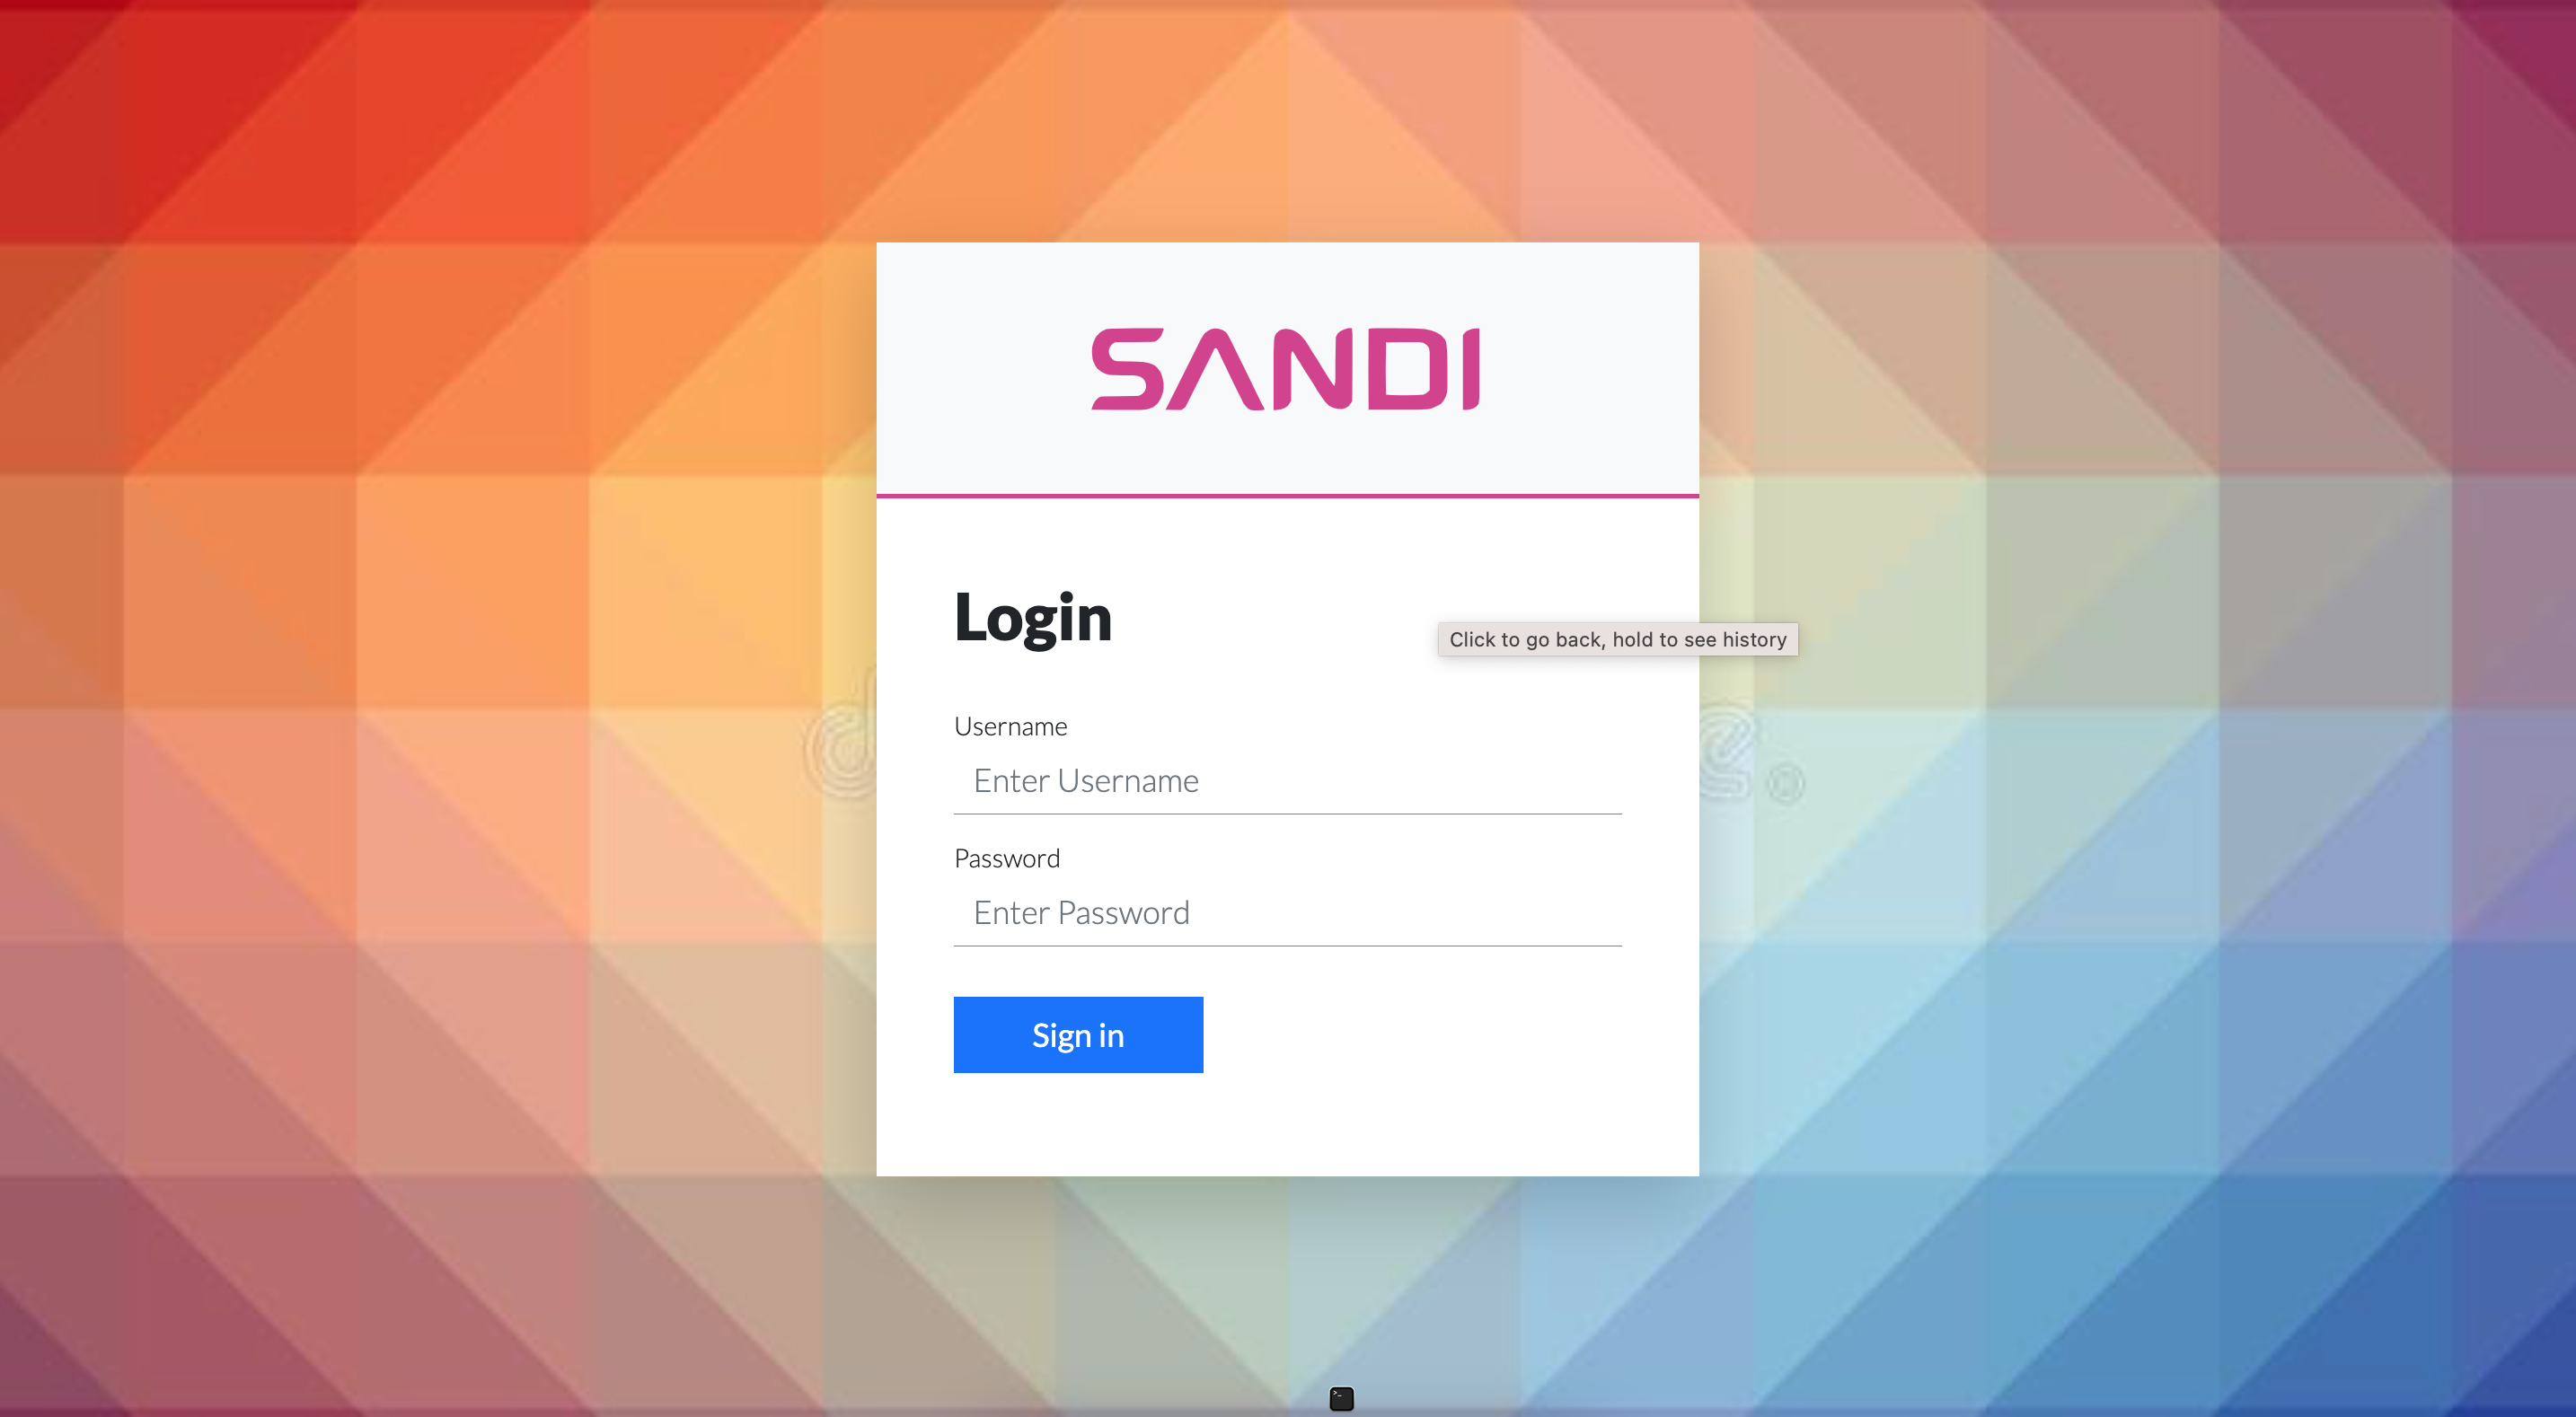 SANDI
Login
Click to go back, hold to see history
Username
Enter Username
Password
Enter Password
Sign in